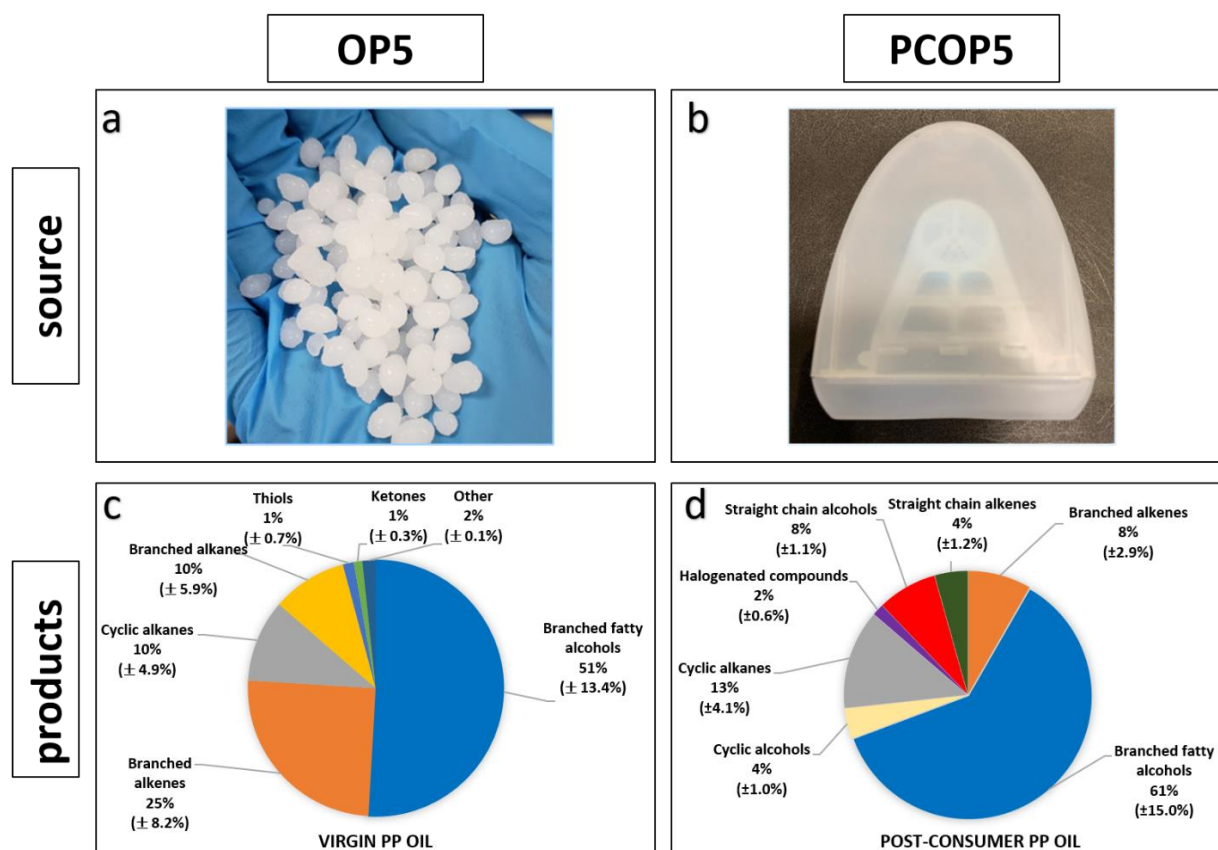 OP5
PCOP5
source
a
b
products
c
Thiols
1%
(± 0.7%)
Ketones
1%
(± 0.3%)
Other
2%
(± 0.1%)
Branched alkanes
10%
(± 5.9%)
Cyclic alkanes
10%
(± 4.9%)
Branched fatty
alcohols
51%
(± 13.4%)
Branched
alkenes
25%
(± 8.2%)
VIRGIN PP OIL
d
Straight chain alcohols
8%
(±1.1%)
Straight chain alkenes
4%
(±1.2%)
Branched alkenes
8%
(±2.9%)
Halogenated compounds
2%
(±0.6%)
Cyclic alkanes
13%
(±4.1%)
Cyclic alcohols
4%
(±1.0%)
Branched fatty
alcohols
61%
(±15.0%)
POST-CONSUMER PP OIL